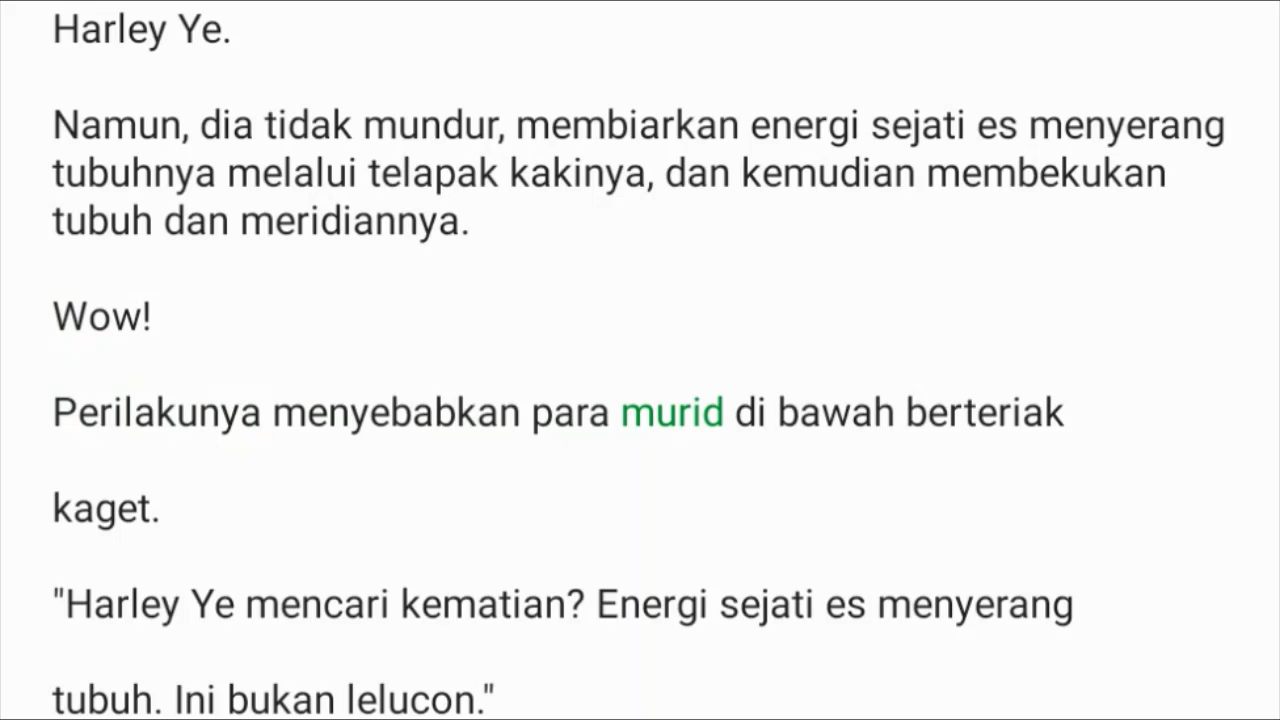 Harley Ye.
Namun, dia tidak mundur, membiarkan energi sejati es menyerang
tubuhnya melalui telapak kakinya, dan kemudian membekukan
tubuh dan meridiannya.
Wow!
Perilakunya menyebabkan para murid di bawah berteriak
kaget.
"Harley Ye mencari kematian? Energi sejati es menyerang
tubuh. Ini bukan lelucon."